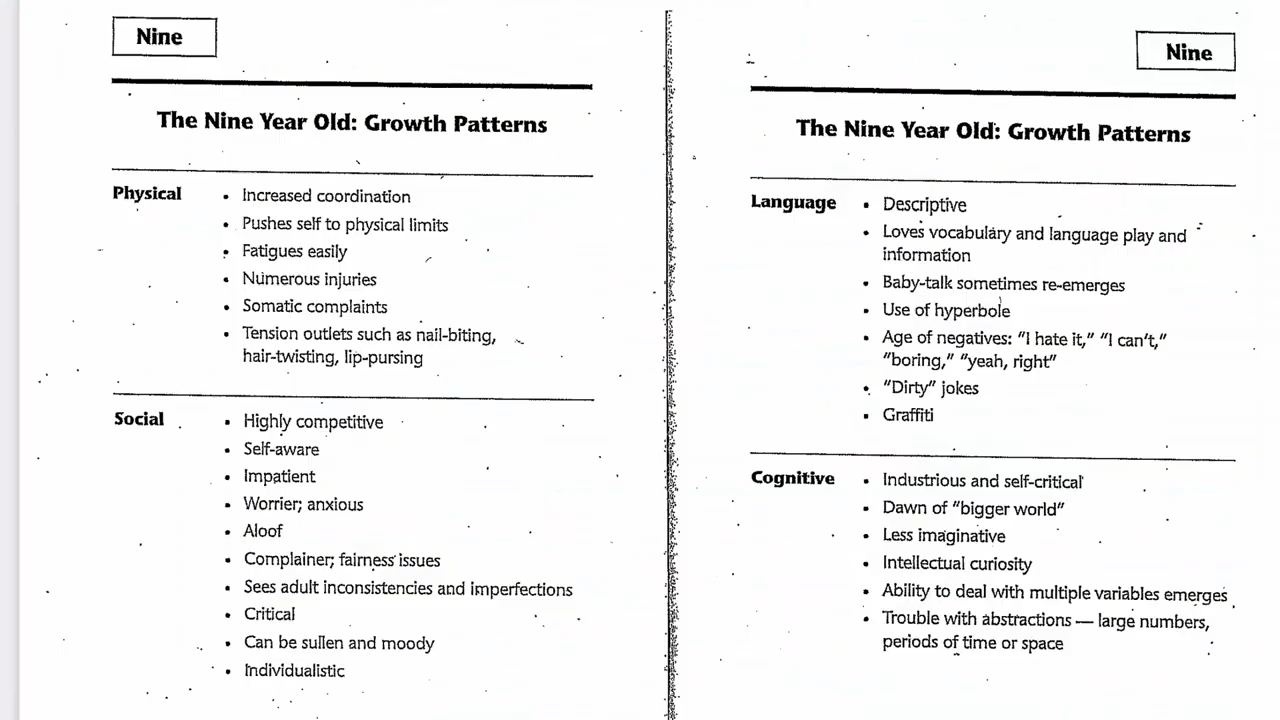 Nine
The Nine Year Old: Growth Patterns
Physical
• Increased coordination
• Pushes self to physical limits
• Fatigues easily
• Numerous injuries
• Somatic complaints
• Tension outlets such as nail-biting,
hair-twisting, lip-pursing
Social
• Highly competitive
• Self-aware
• Impatient
• Worrier; anxious
• Aloof
• Complainer; fairness issues
• Sees adult inconsistencies and imperfections
• Critical
• Can be sullen and moody
• Individualistic
Nine
The Nine Year Old: Growth Patterns
Language
• Descriptive
• Loves vocabulary and language play and
information
• Baby-talk sometimes re-emerges
• Use of hyperbole
• Age of negatives: “I hate it,” “I can’t,”
“boring,” “yeah, right”
• “Dirty” jokes
• Graffiti
Cognitive
• Industrious and self-critical
• Dawn of “bigger world”
• Less imaginative
• Intellectual curiosity
• Ability to deal with multiple variables emerges
• Trouble with abstractions — large numbers,
periods of time or space